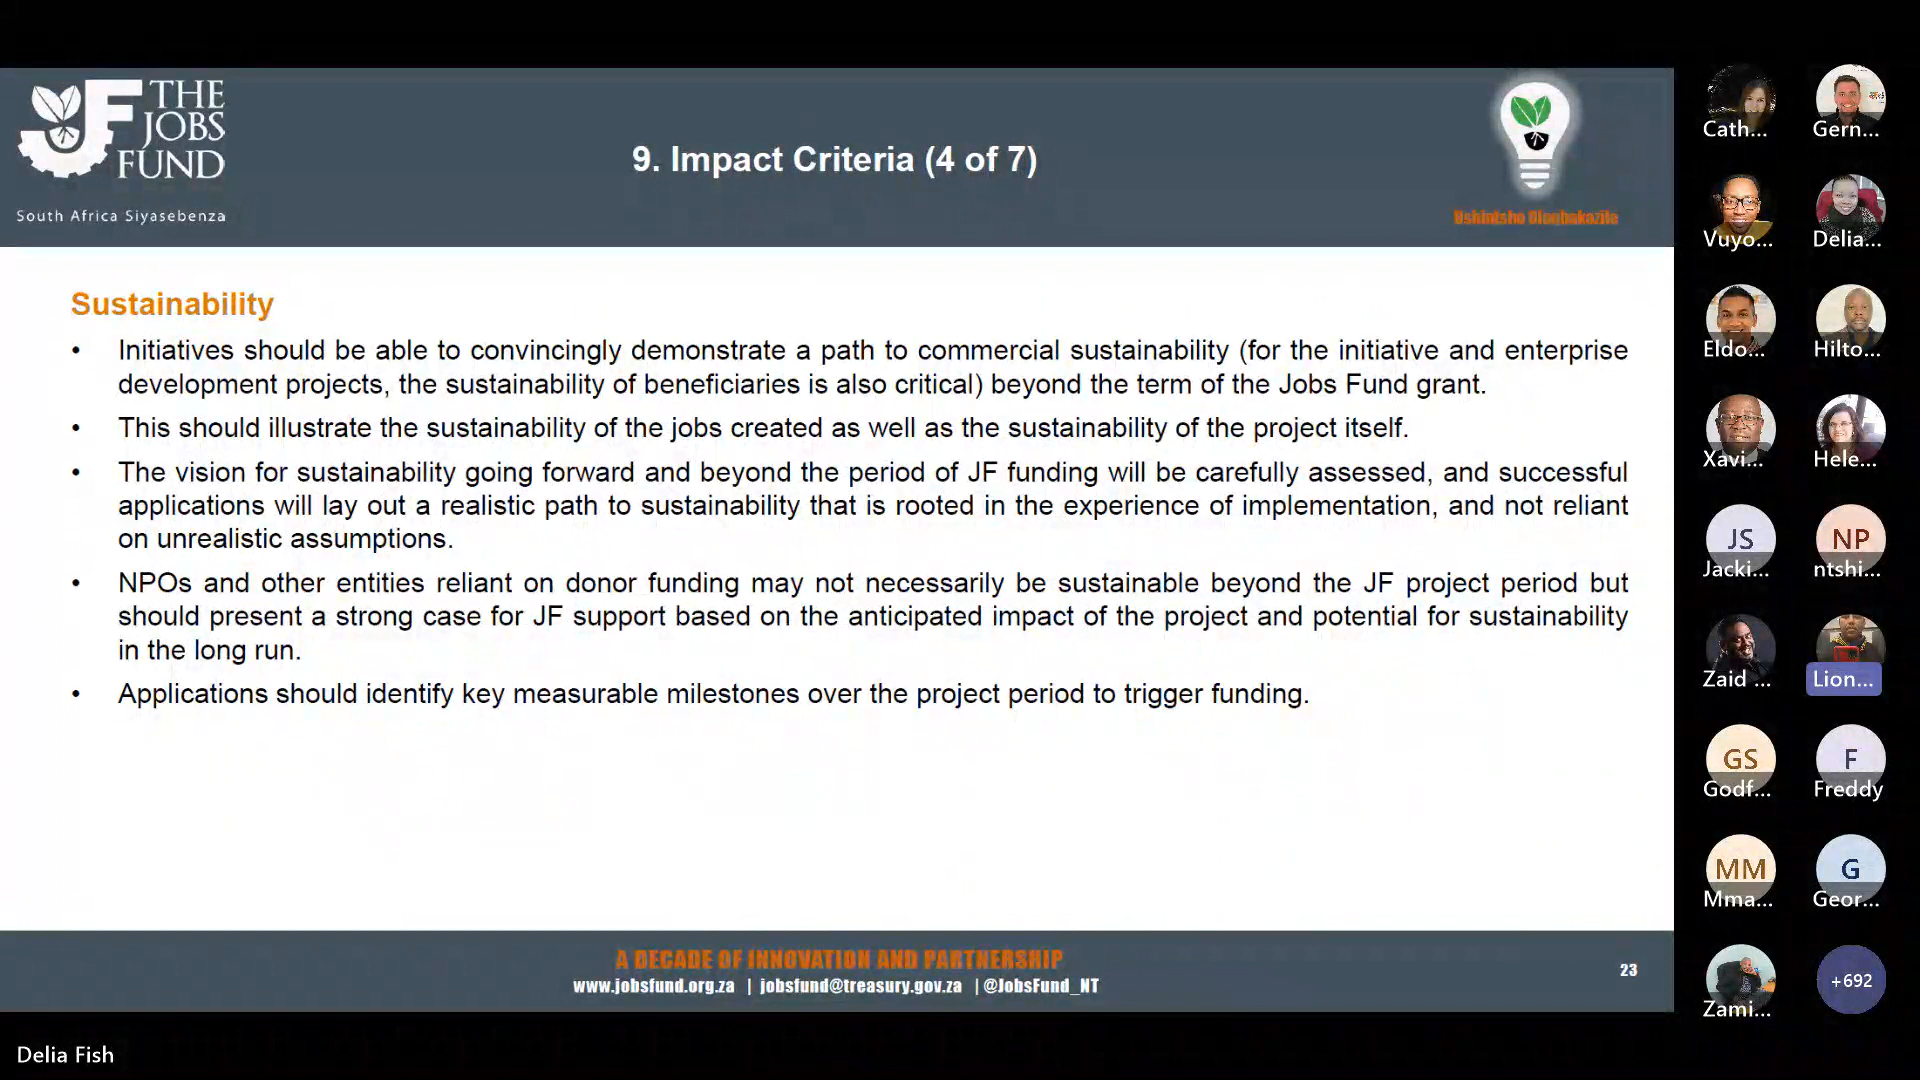 THE
JOBS
FUND
South Africa Siyasebenza
9. Impact Criteria (4 of 7)
Sustainability
• Initiatives should be able to convincingly demonstrate a path to commercial sustainability (for the initiative and enterprise
development projects, the sustainability of beneficiaries is also critical) beyond the term of the Jobs Fund grant.
• This should illustrate the sustainability of the jobs created as well as the sustainability of the project itself.
• The vision for sustainability going forward and beyond the period of JF funding will be carefully assessed, and successful
applications will lay out a realistic path to sustainability that is rooted in the experience of implementation, and not reliant
on unrealistic assumptions.
• NPOs and other entities reliant on donor funding may not necessarily be sustainable beyond the JF project period but
should present a strong case for JF support based on the anticipated impact of the project and potential for sustainability
in the long run.
• Applications should identify key measurable milestones over the project period to trigger funding.
A DECADE OF INNOVATION AND PARTNERSHIP
www.jobsfund.org.za | jobsfund@treasury.gov.za | @JobsFund_NT
23
Delia Fish
Cath... Gern...
Vuyo... Delia...
Eldo... Hilto...
Xavi... Hele...
JS NP
Jacki... ntshi...
Zaid ... Lion...
GS F
Godf... Freddy
MM G
Mma... Geor...
Zami... +692